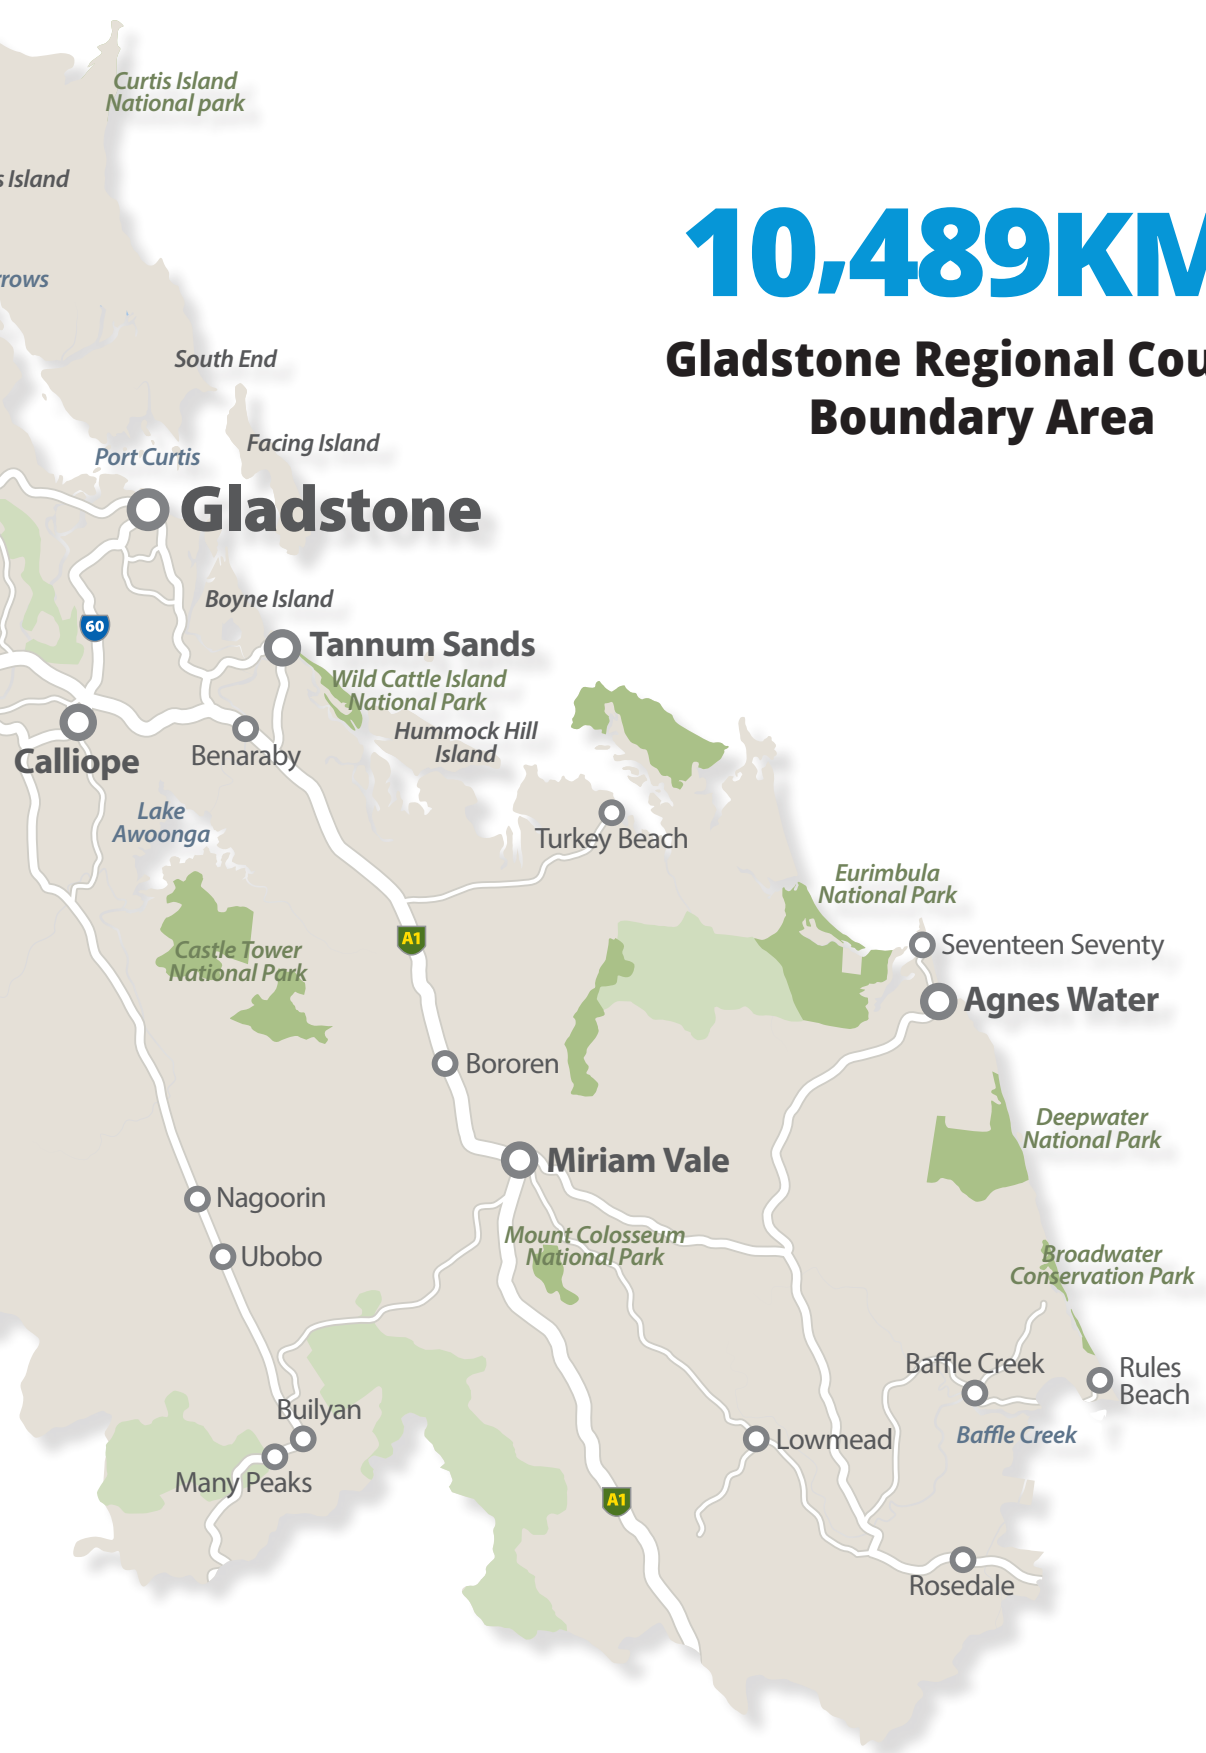 Curtis Island
National park
s Island
rows
10,489KM
Gladstone Regional Cou
Boundary Area
South End
Facing Island
Port Curtis
Gladstone
Boyne Island
60
Tannum Sands
Wild Cattle Island
National Park
Hummock Hill
Island
Calliope
Benaraby
Lake
Awoonga
Turkey Beach
Eurimbula
National Park
A1
Seventeen Seventy
Castle Tower
National Park
Agnes Water
Bororen
Deepwater
National Park
Miriam Vale
Nagoorin
Mount Colosseum
National Park
Ubobo
Broadwater
Conservation Park
Baffle Creek
Rules
Beach
Builyan
Baffle Creek
Lowmead
Many Peaks
A1
Rosedale